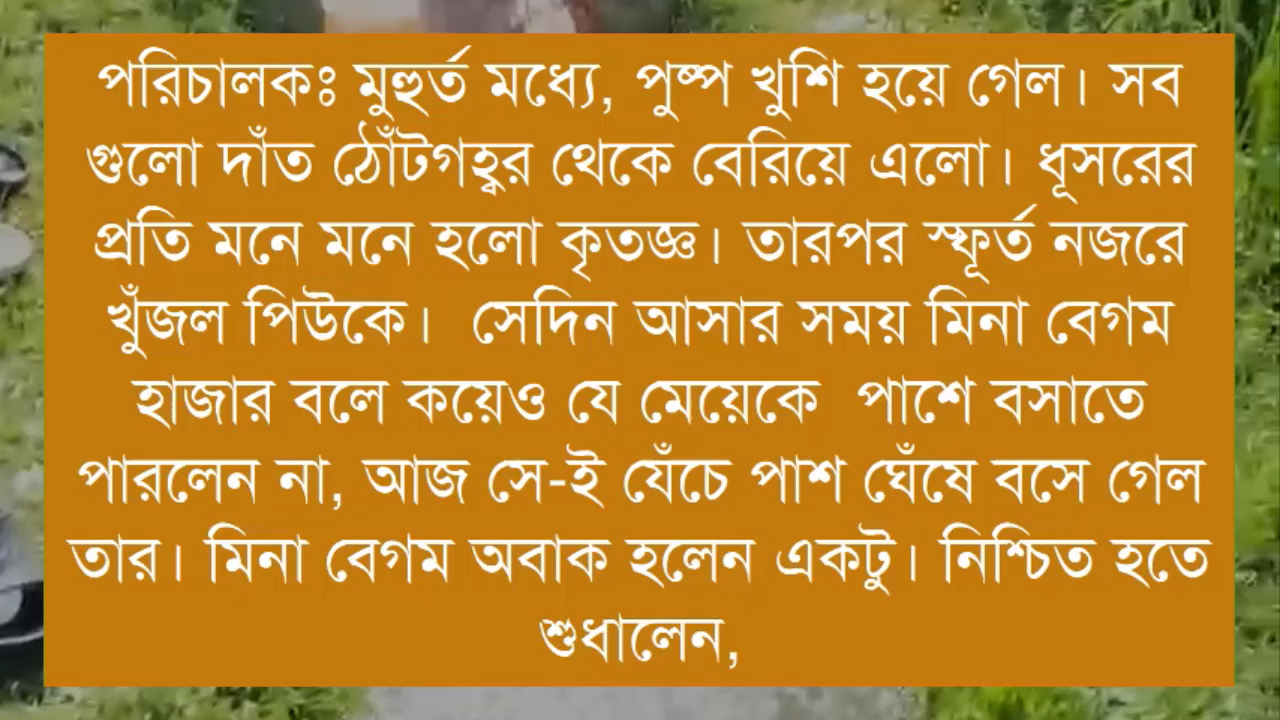 পরিচালকঃ মুহুর্ত মধ্যে, পুষ্প খুশি হয়ে গেল। সব
গুলো দাঁত ঠোঁটগহ্বর থেকে বেরিয়ে এলো। ধূসরের
প্রতি মনে মনে হলো কৃতজ্ঞ। তারপর স্ফূর্ত নজরে
খুঁজল পিউকে।  সেদিন আসার সময় মিনা বেগম
হাজার বলে কয়েও যে মেয়েকে  পাশে বসাতে
পারলেন না, আজ সে-ই যেঁচে পাশ ঘেঁষে বসে গেল
তার। মিনা বেগম অবাক হলেন একটু। নিশ্চিত হতে
শুধালেন,